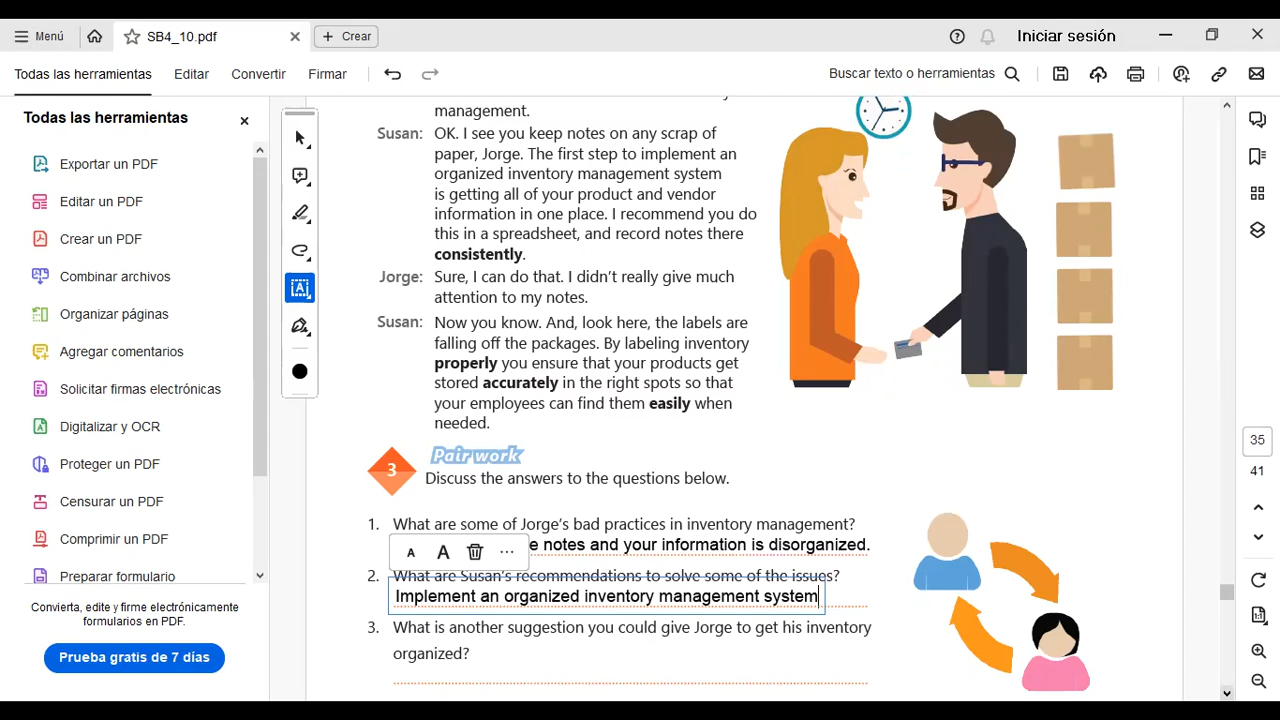 Menú
SB4_10.pdf
Crear
Iniciar sesión
Todas las herramientas
Editar
Convertir
Firmar
Buscar texto o herramientas
Todas las herramientas
Exportar un PDF
Editar un PDF
Crear un PDF
Combinar archivos
Organizar páginas
Agregar comentarios
Solicitar firmas electrónicas
Digitalizar y OCR
Proteger un PDF
Censurar un PDF
Comprimir un PDF
Preparar formulario
Convierta, edite y firme electrónicamente
formularios en PDF.
Prueba gratis de 7 días
management.
Susan: OK. I see you keep notes on any scrap of
paper, Jorge. The first step to implement an
organized inventory management system
is getting all of your product and vendor
information in one place. I recommend you do
this in a spreadsheet, and record notes there
consistently.
Jorge: Sure, I can do that. I didn't really give much
attention to my notes.
Susan: Now you know. And, look here, the labels are
falling off the packages. By labeling inventory
properly you ensure that your products get
stored accurately in the right spots so that
your employees can find them easily when
needed.
3 Pair work
Discuss the answers to the questions below.
1. What are some of Jorge's bad practices in inventory management?
A A ...
notes and your information is disorganized.
2. What are Susan's recommendations to solve some of the issues?
Implement an organized inventory management system
3. What is another suggestion you could give Jorge to get his inventory
organized?
35
41